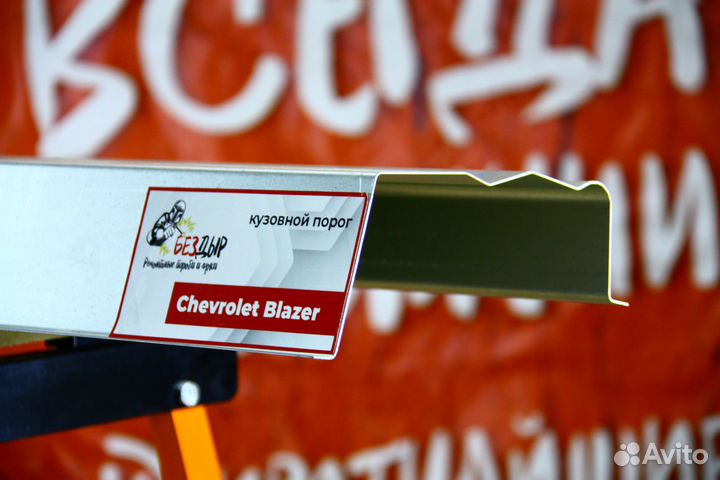 ВСЕГДА
кузовной порог
БЕЗДЫР
Ремонтные пороги и арки
Chevrolet Blazer
Avito